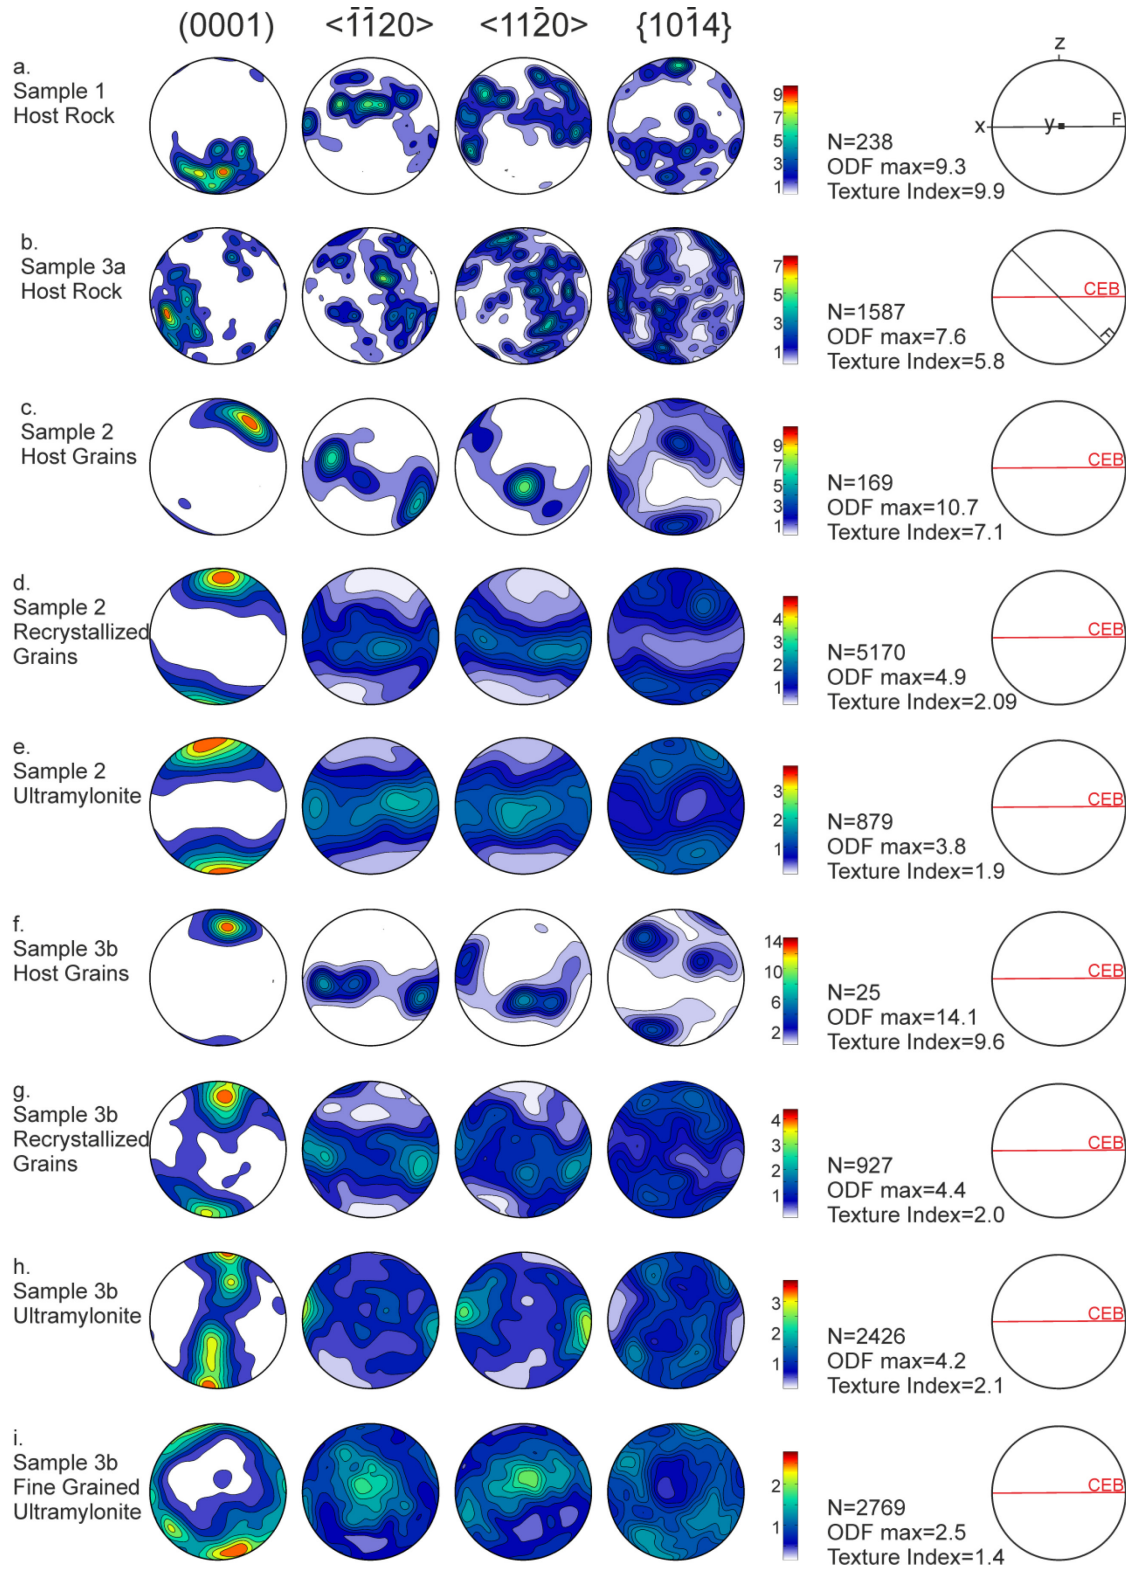 (0001) <1̅1̅20> <112̅0> {101̅4}
a.
Sample 1
Host Rock
9
7
5
3
1
N=238
ODF max=9.3
Texture Index=9.9
z
x
y
F
b.
Sample 3a
Host Rock
7
5
3
1
N=1587
ODF max=7.6
Texture Index=5.8
CEB
F
c.
Sample 2
Host Grains
9
7
5
3
1
N=169
ODF max=10.7
Texture Index=7.1
CEB
d.
Sample 2
Recrystallized
Grains
4
3
2
1
N=5170
ODF max=4.9
Texture Index=2.09
CEB
e.
Sample 2
Ultramylonite
3
2
1
N=879
ODF max=3.8
Texture Index=1.9
CEB
f.
Sample 3b
Host Grains
14
10
6
2
N=25
ODF max=14.1
Texture Index=9.6
CEB
g.
Sample 3b
Recrystallized
Grains
4
3
2
1
N=927
ODF max=4.4
Texture Index=2.0
CEB
h.
Sample 3b
Ultramylonite
3
2
1
N=2426
ODF max=4.2
Texture Index=2.1
CEB
i.
Sample 3b
Fine Grained
Ultramylonite
2
1
N=2769
ODF max=2.5
Texture Index=1.4
CEB